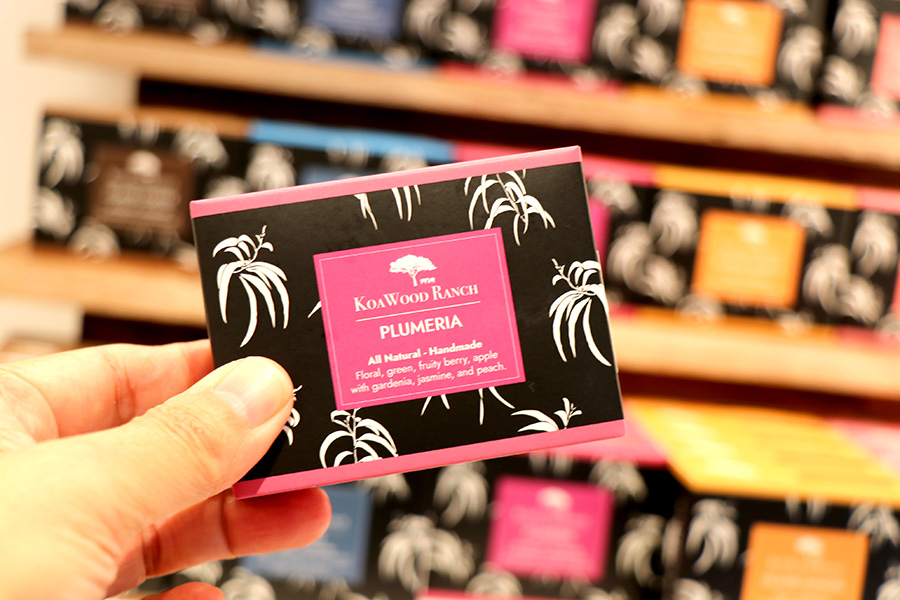 KOAWOOD RANCH
PLUMERIA
All Natural - Handmade
Floral, green, fruity berry, apple
with gardenia, jasmine, and peach.